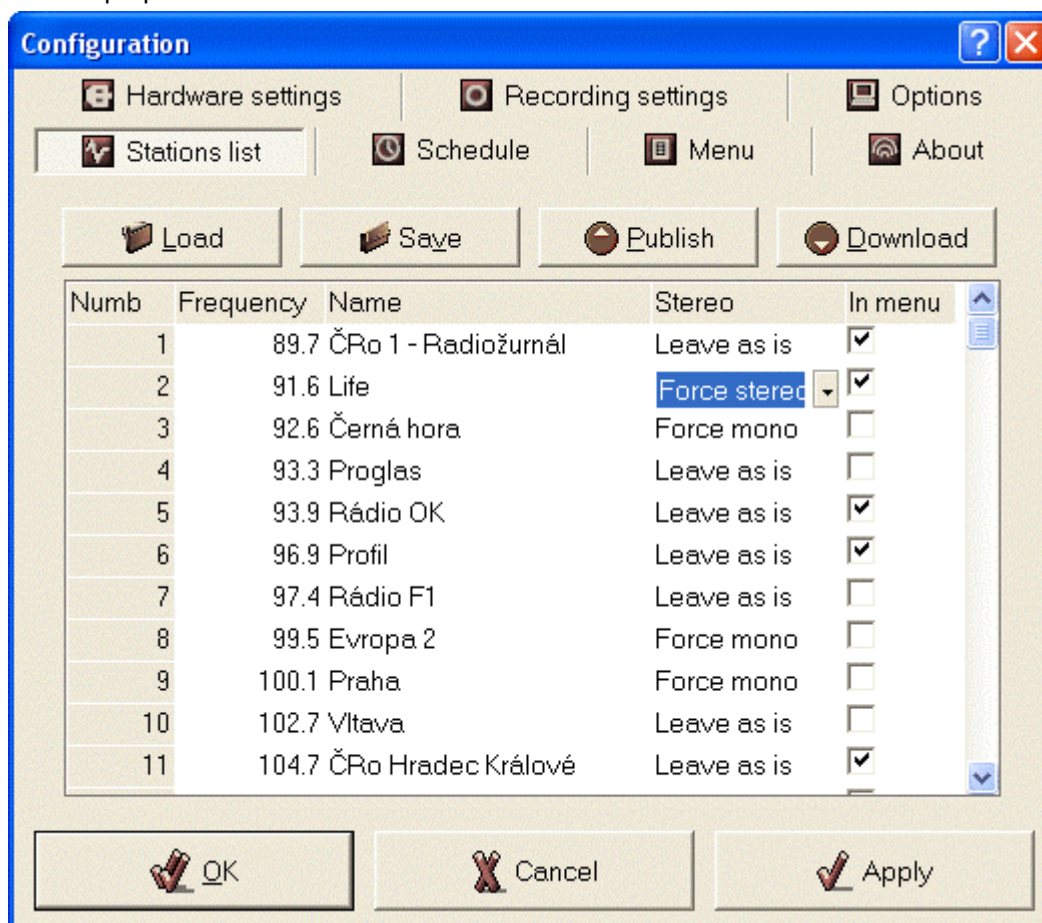 Configuration
Hardware settings Recording settings Options
Stations list Schedule Menu About
Load Save Publish Download
Numb Frequency Name Stereo In menu
1 89.7 ČRo 1 - Radiožurnál Leave as is
2 91.6 Life Force stereo
3 92.6 Černá hora Force mono
4 93.3 Proglas Leave as is
5 93.9 Rádio OK Leave as is
6 96.9 Profil Leave as is
7 97.4 Rádio F1 Leave as is
8 99.5 Evropa 2 Force mono
9 100.1 Praha Force mono
10 102.7 Vltava Leave as is
11 104.7 ČRo Hradec Králové Leave as is
OK Cancel Apply